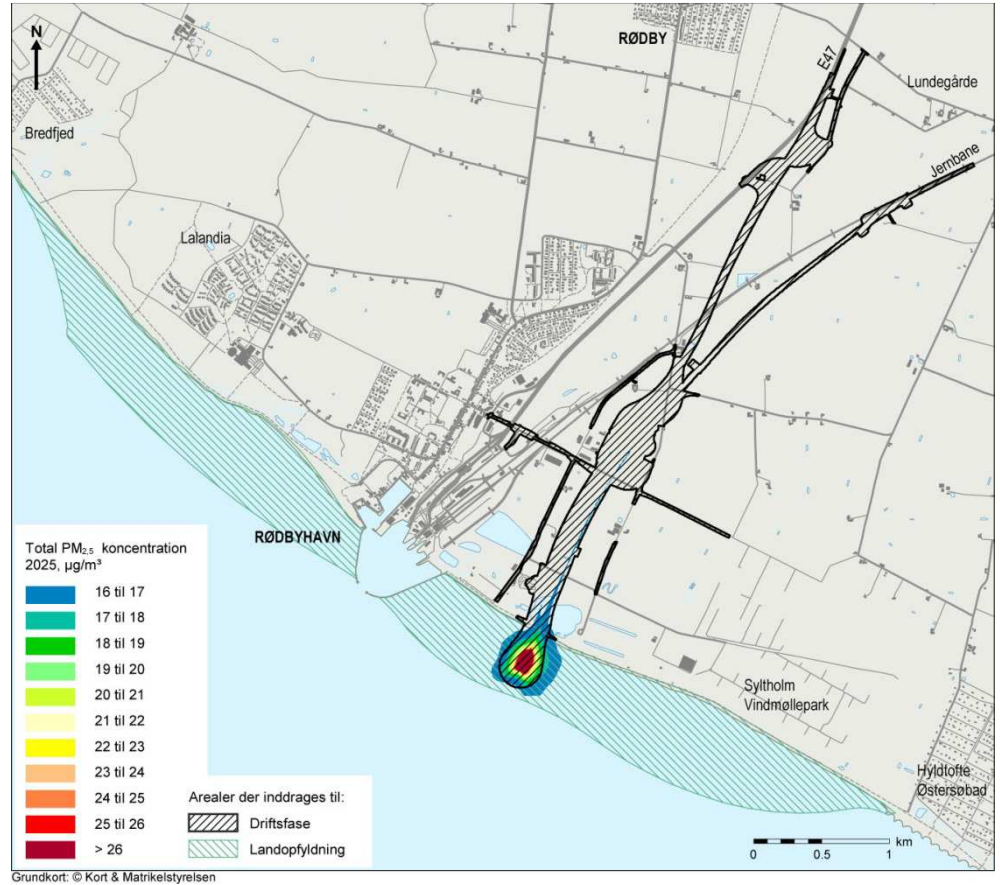 N
RØDBY
E47
Lundegårde
Bredfjed
Jernbane
Lalandia
RØDBYHAVN
Syltholm
Vindmøllepark
Hyldtofte
Østersøbad
Total PM2,5 koncentration
2025, µg/m³
16 til 17
17 til 18
18 til 19
19 til 20
20 til 21
21 til 22
22 til 23
23 til 24
24 til 25
25 til 26
> 26
Arealer der inddrages til:
Driftsfase
Landopfyldning
km
0 0.5 1
Grundkort: © Kort & Matrikelstyrelsen